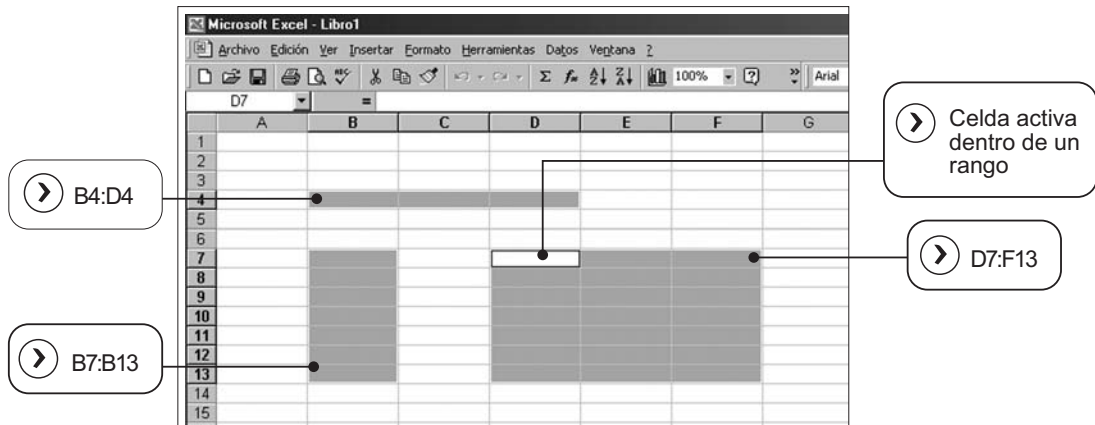 Microsoft Excel - Libro1
Archivo Edición Ver Insertar Formato Herramientas Datos Ventana ?
Σ fx 100% Arial
D7 =
A B C D E F G
1
2
3
4
5
6
7
8
9
10
11
12
13
14
15
B4:D4
B7:B13
Celda activa
dentro de un
rango
D7:F13